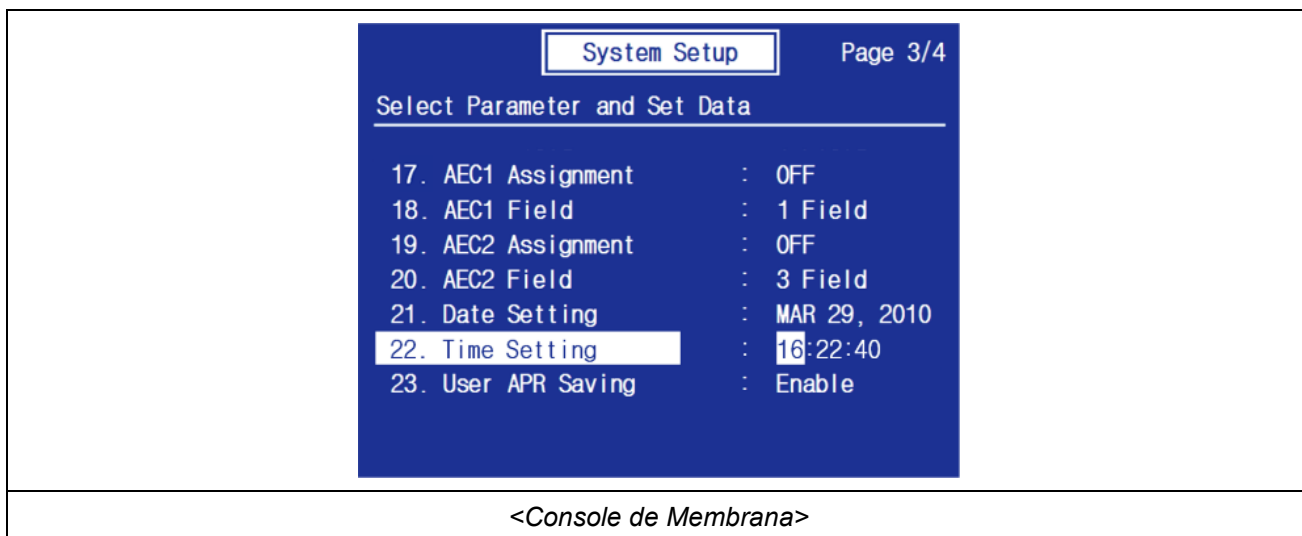 System Setup Page 3/4
Select Parameter and Set Data
17. AEC1 Assignment : OFF
18. AEC1 Field : 1 Field
19. AEC2 Assignment : OFF
20. AEC2 Field : 3 Field
21. Date Setting : MAR 29, 2010
22. Time Setting : 16:22:40
23. User APR Saving : Enable
<Console de Membrana>